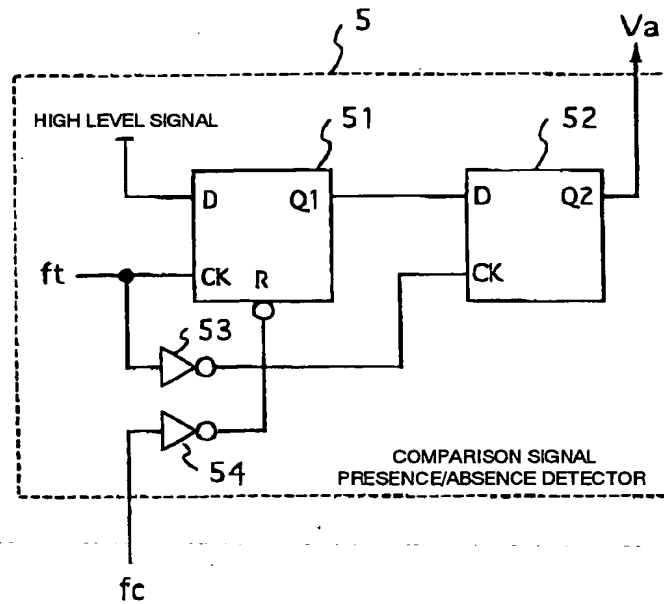 5
Va
HIGH LEVEL SIGNAL
51
52
D
Q1
D
Q2
ft
CK
R
CK
53
54
COMPARISON SIGNAL
PRESENCE/ABSENCE DETECTOR
fc